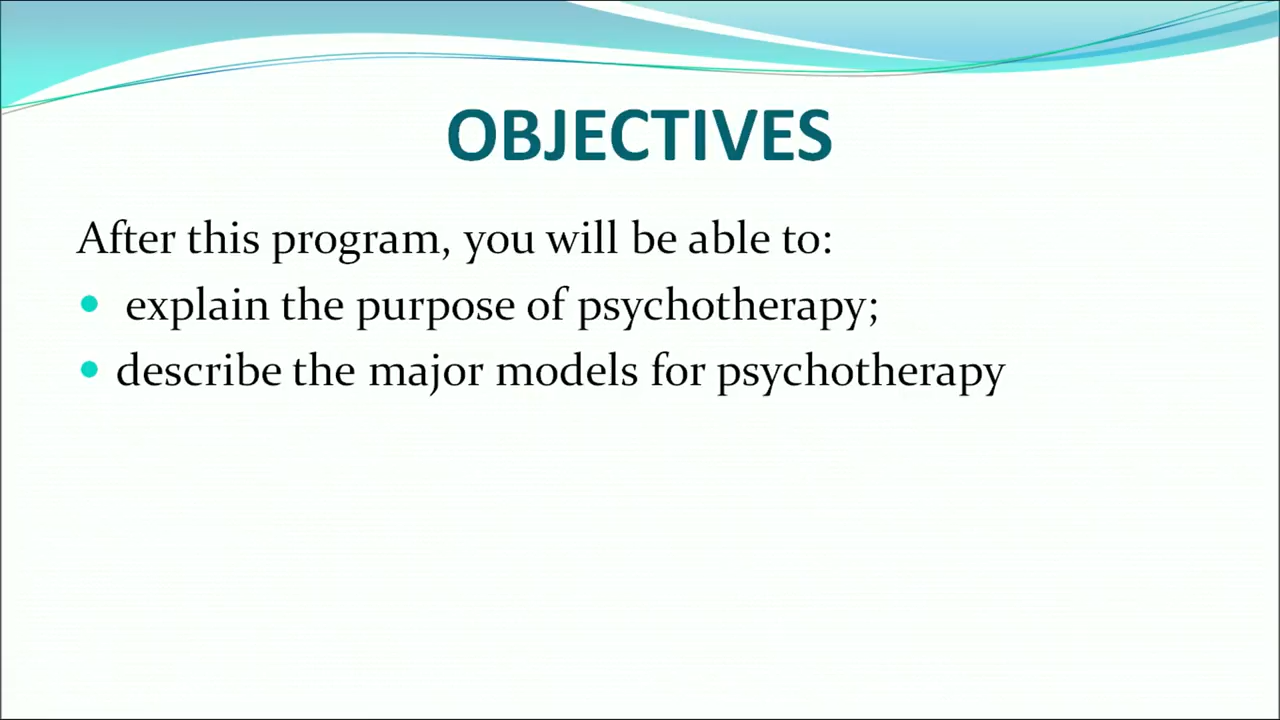 OBJECTIVES
After this program, you will be able to:
• explain the purpose of psychotherapy;
• describe the major models for psychotherapy